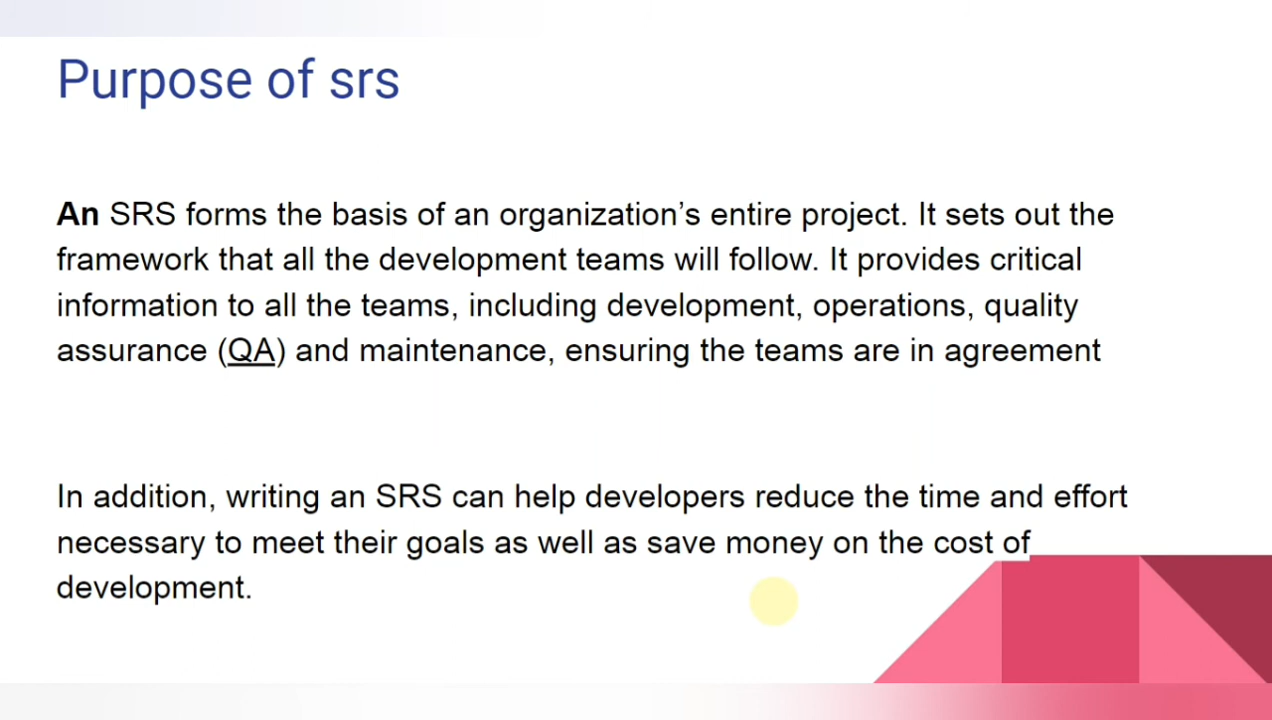 Purpose of srs
An SRS forms the basis of an organization’s entire project. It sets out the
framework that all the development teams will follow. It provides critical
information to all the teams, including development, operations, quality
assurance (QA) and maintenance, ensuring the teams are in agreement
In addition, writing an SRS can help developers reduce the time and effort
necessary to meet their goals as well as save money on the cost of
development.